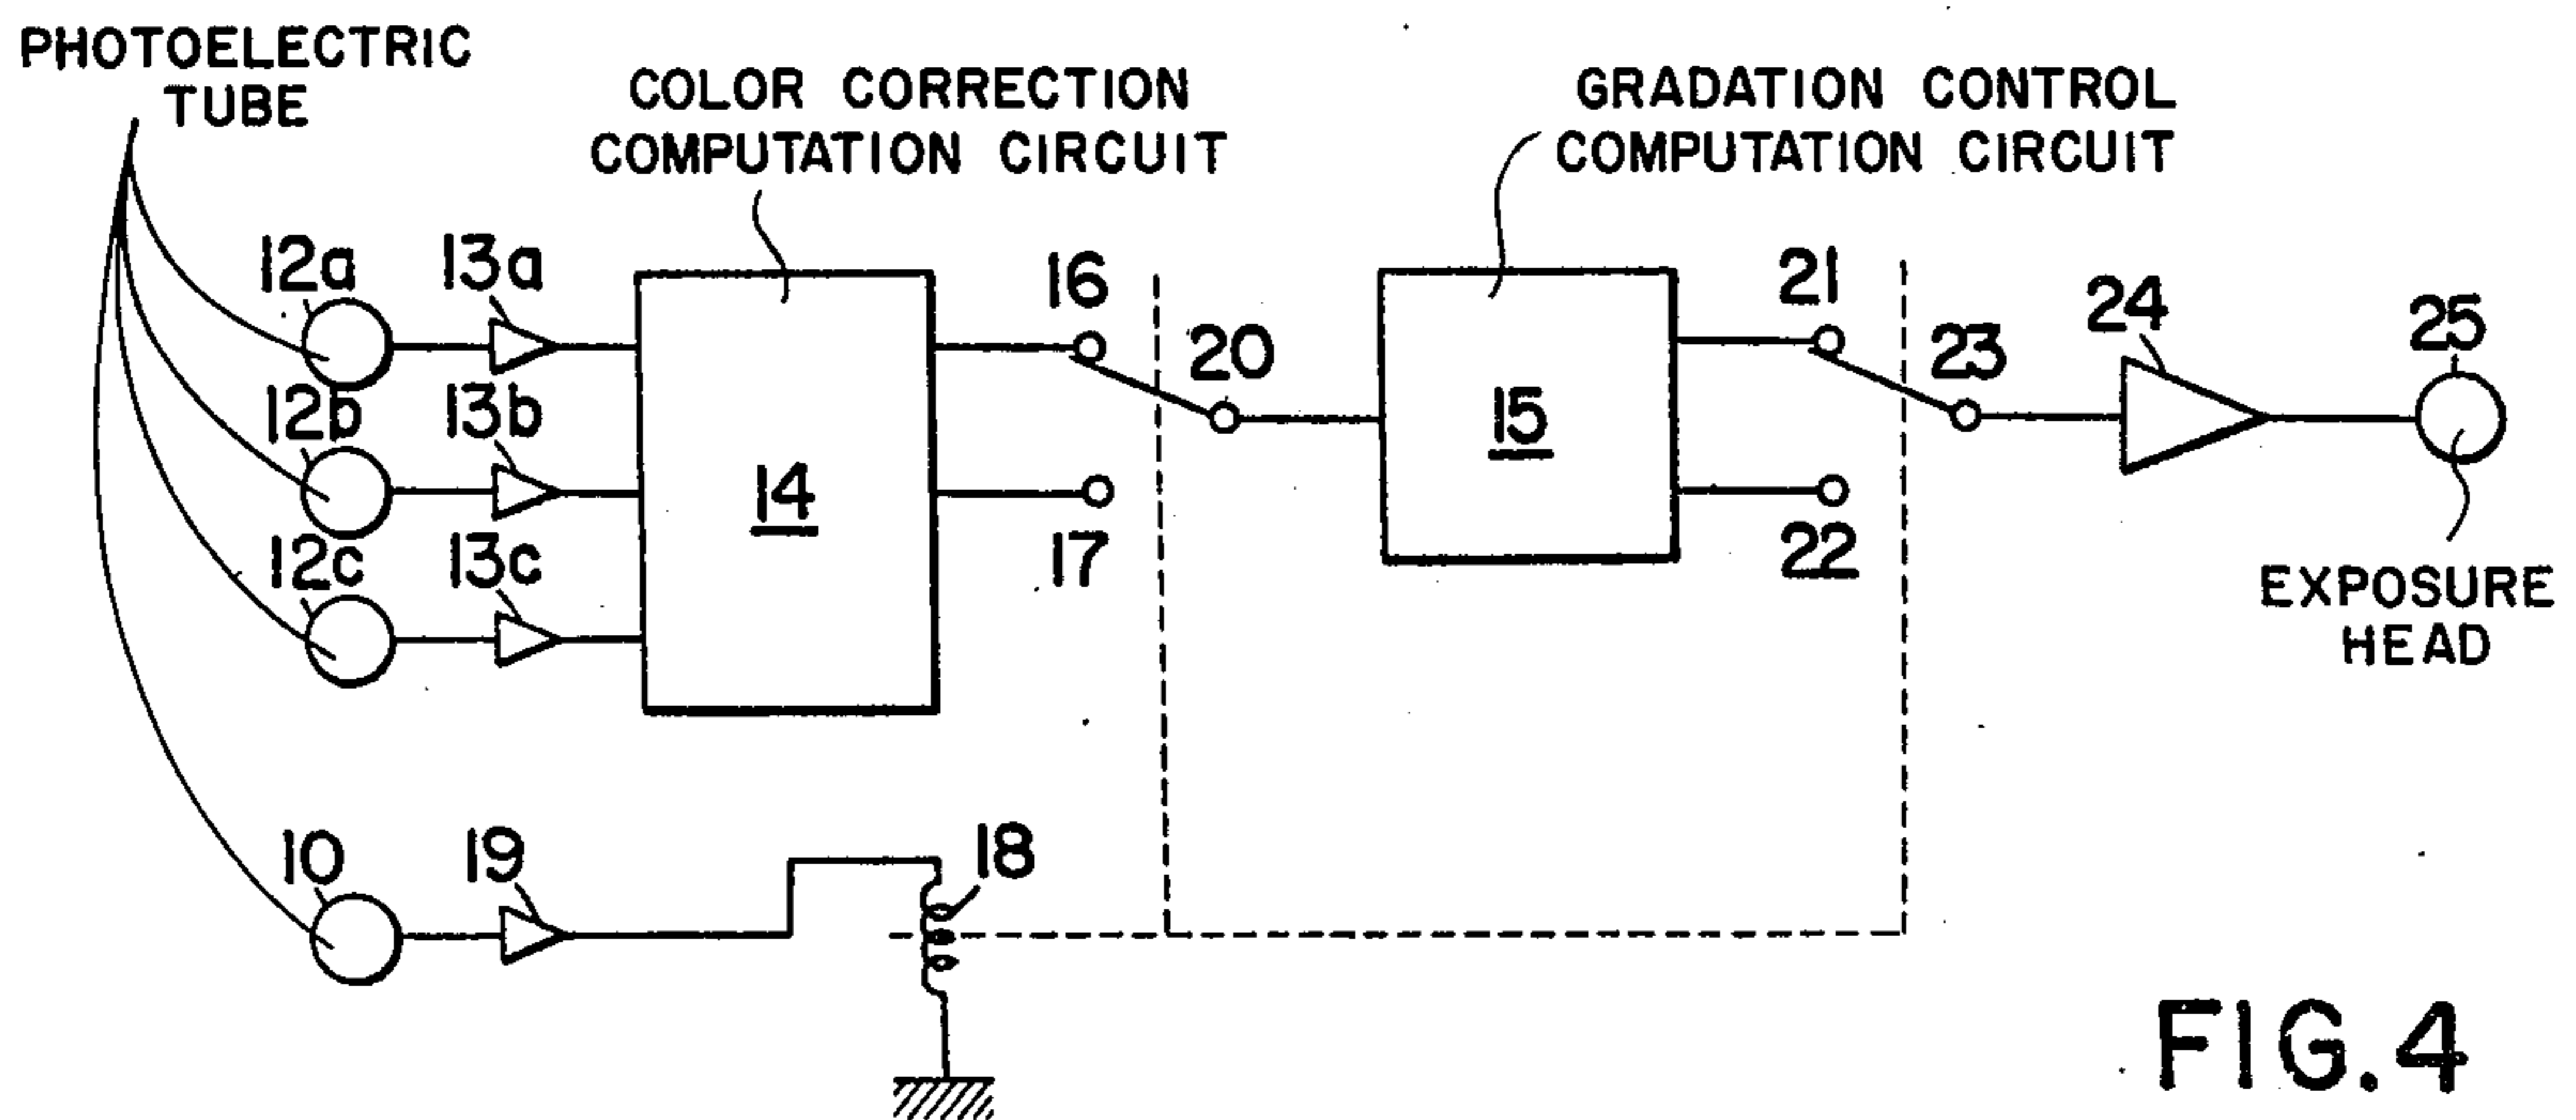 PHOTOELECTRIC
TUBE
COLOR CORRECTION
COMPUTATION CIRCUIT
GRADATION CONTROL
COMPUTATION CIRCUIT
12a
13a
16
21
24
25
20
23
12b
13b
14
15
12c
13c
17
22
EXPOSURE
HEAD
10
19
18
FIG.4